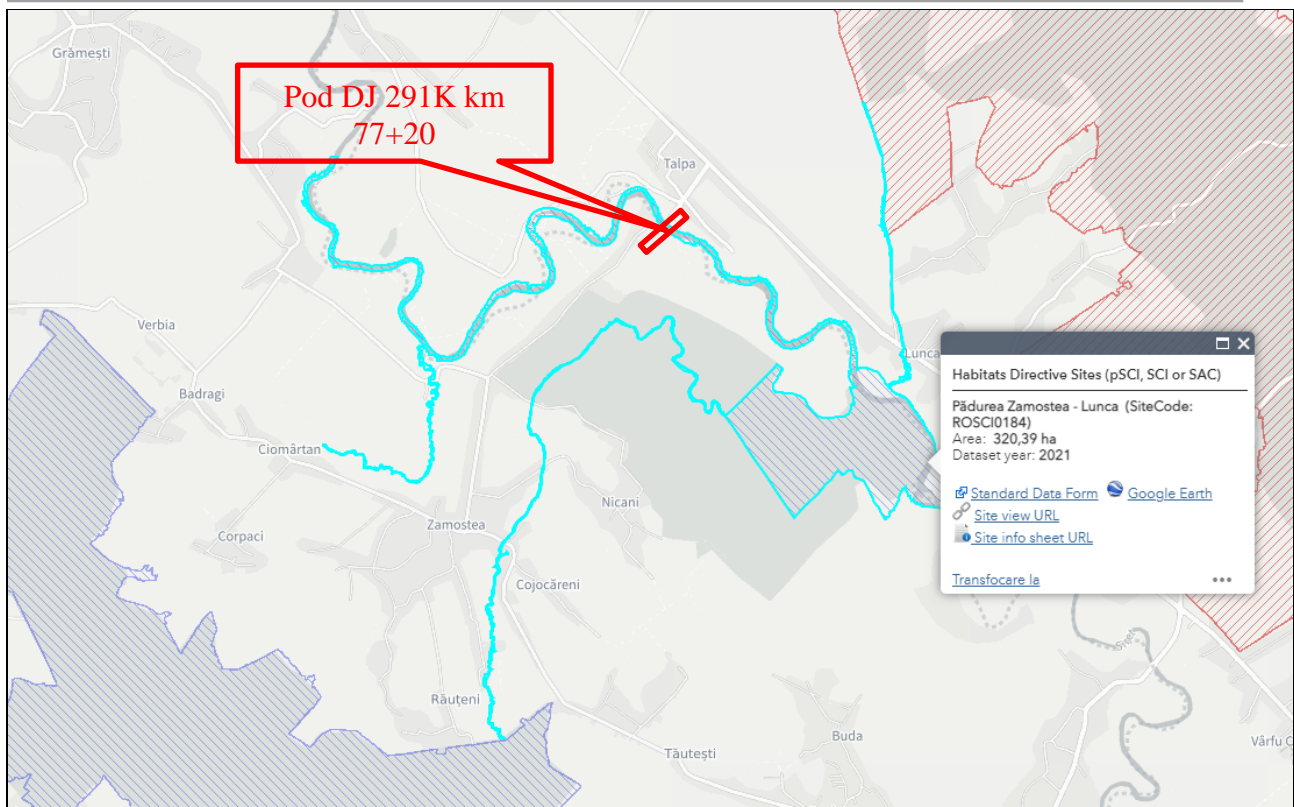 Grămești
Pod DJ 291K km
77+20
Talpa
Verbia
Lunca
Badragi
Ciomârtan
Corpaci
Zamostea
Nicani
Cojocăreni
Răuțeni
Tăutești
Buda
Siret
Vârfu C
Habitats Directive Sites (pSCI, SCI or SAC)
Pădurea Zamostea - Lunca (SiteCode:
ROSCI0184)
Area: 320,39 ha
Dataset year: 2021
Standard Data Form Google Earth
Site view URL
Site info sheet URL
Transfocare la